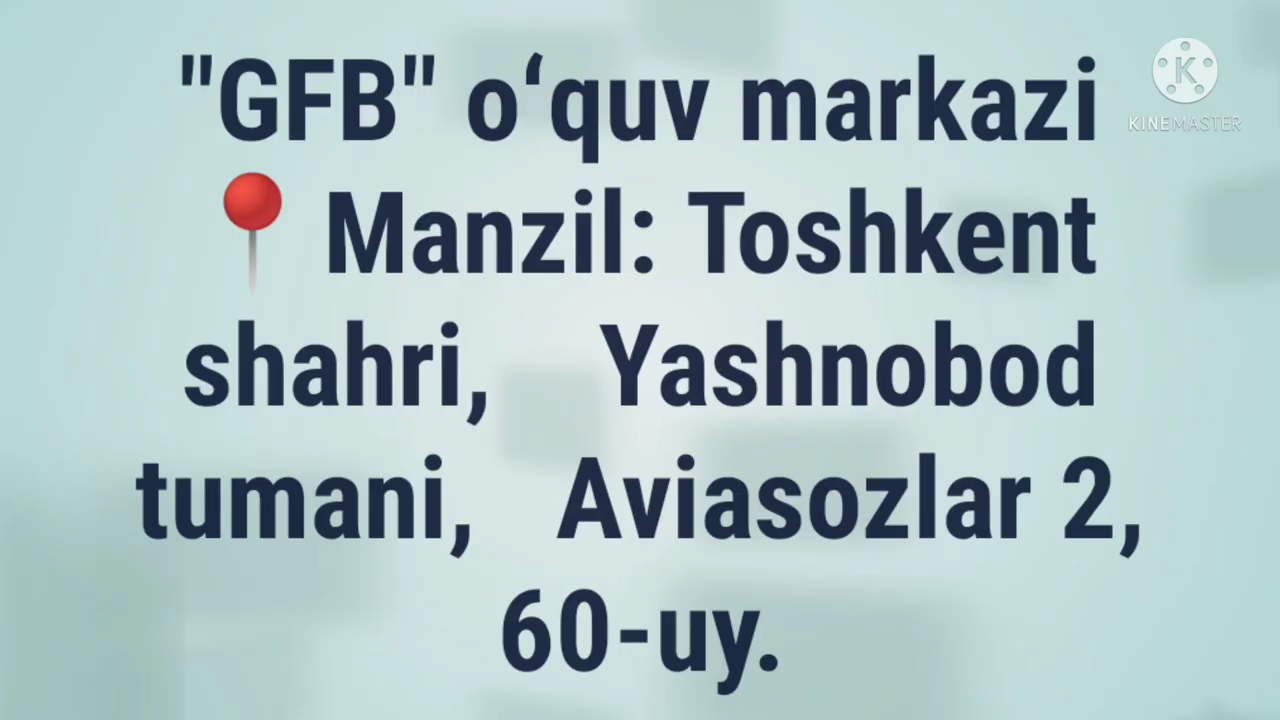 "GFB" o‘quv markazi
📍 Manzil: Toshkent
shahri, Yashnobod
tumani, Aviasozlar 2,
60-uy.
K
KINEMASTER